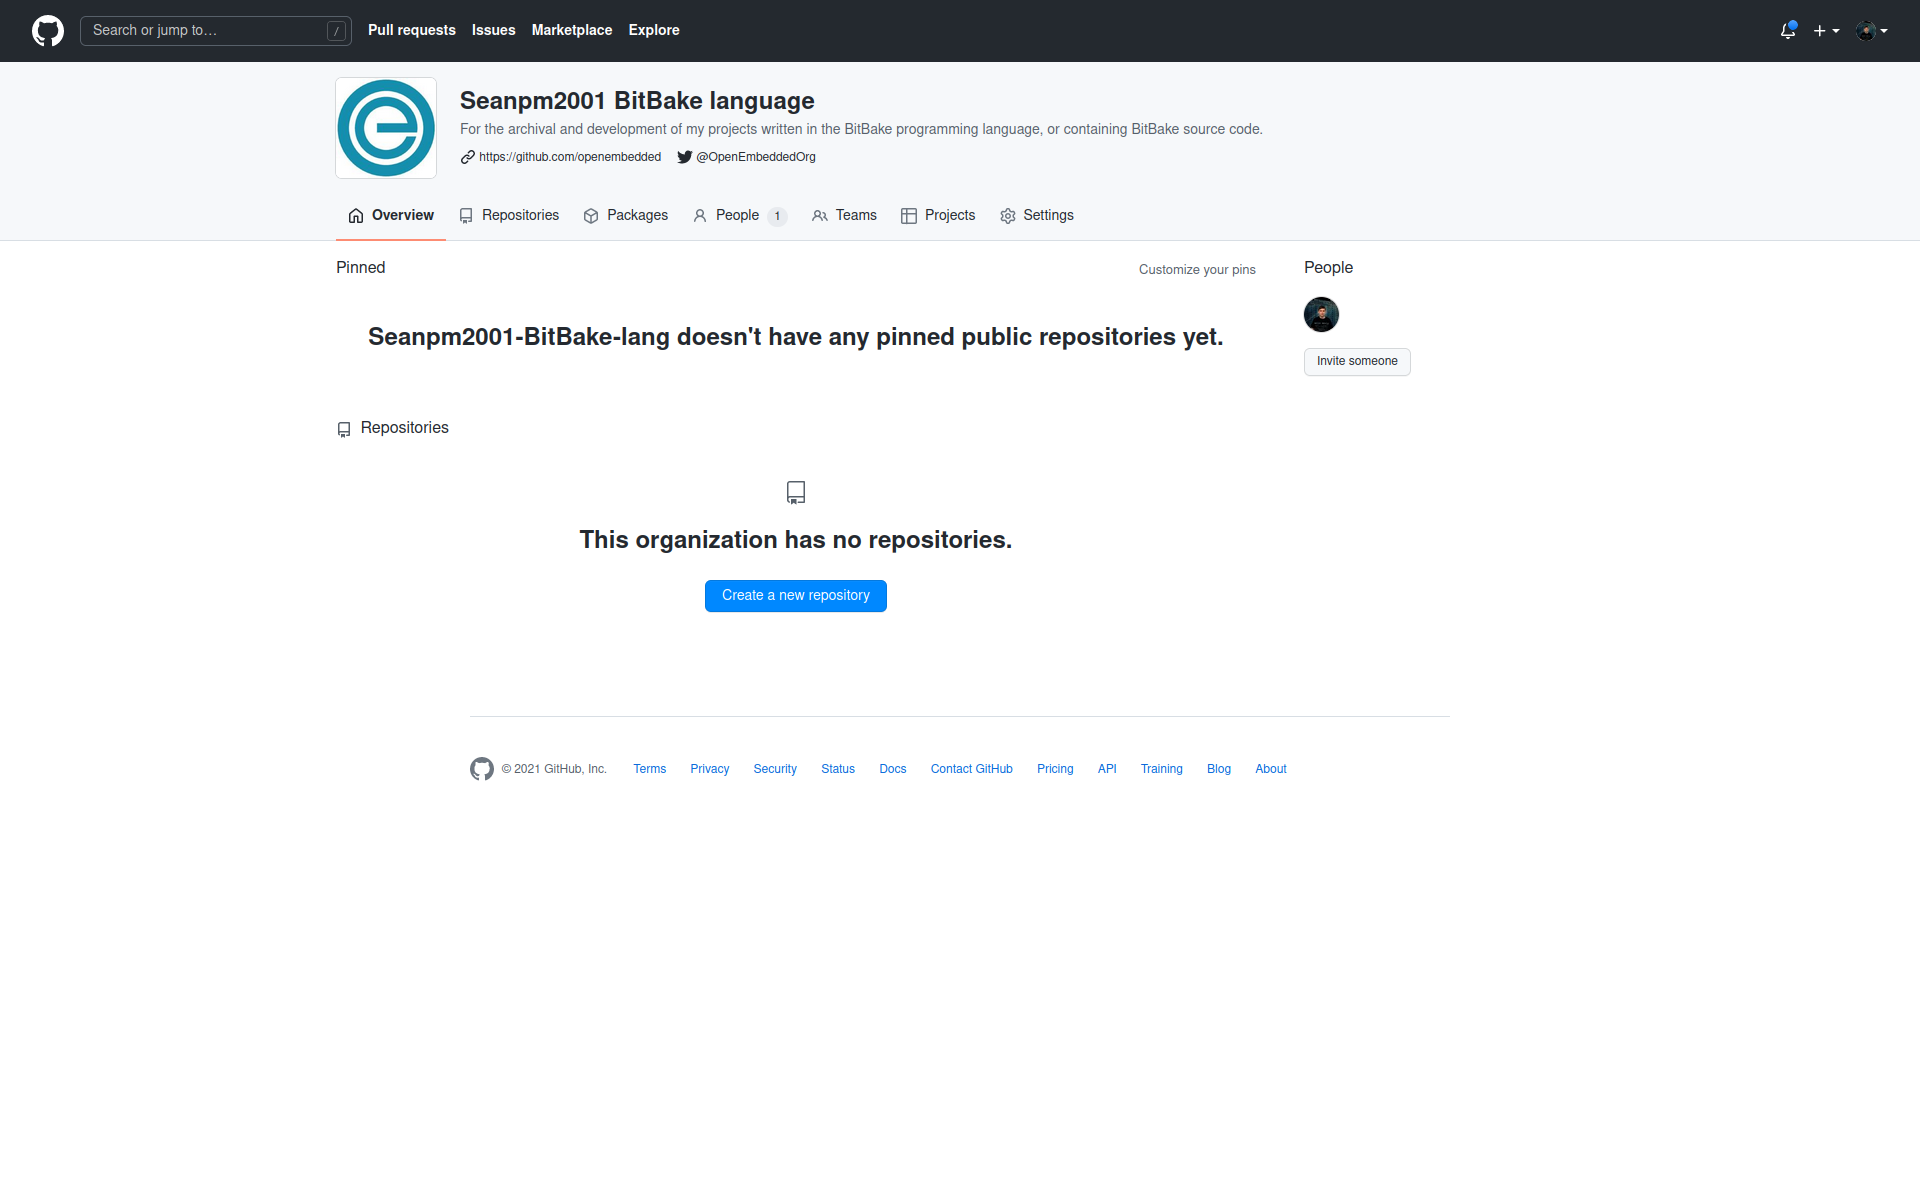 Search or jump to…
/
Pull requests
Issues
Marketplace
Explore
Seanpm2001 BitBake language
For the archival and development of my projects written in the BitBake programming language, or containing BitBake source code.
https://github.com/openembedded
@OpenEmbeddedOrg
Overview
Repositories
Packages
People 1
Teams
Projects
Settings
Pinned
Customize your pins
Seanpm2001-BitBake-lang doesn't have any pinned public repositories yet.
People
Invite someone
Repositories
This organization has no repositories.
Create a new repository
© 2021 GitHub, Inc.
Terms
Privacy
Security
Status
Docs
Contact GitHub
Pricing
API
Training
Blog
About